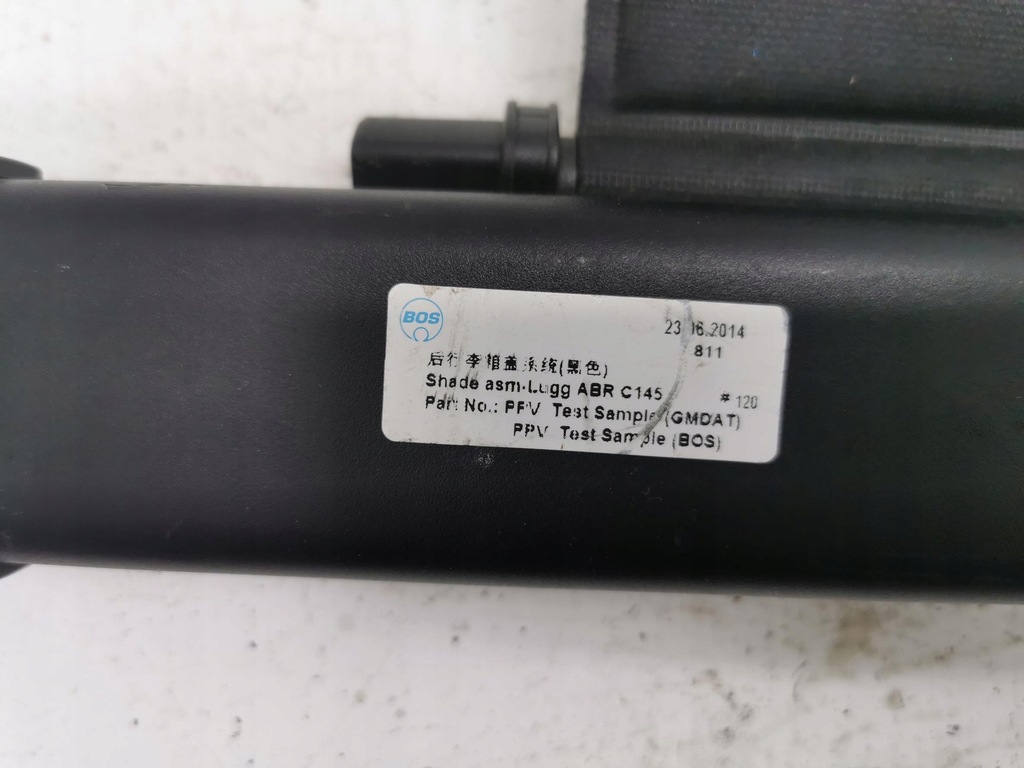 BOS
23.06.2014
811
后行李箱盖系统(黑色)
Shade asm-Lugg ABR C145 # 120
Part No.: PPV Test Sample (GMDAT)
PPV Test Sample (BOS)